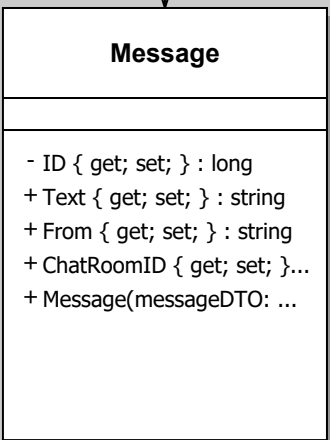 Message
- ID { get; set; } : long
+ Text { get; set; } : string
+ From { get; set; } : string
+ ChatRoomID { get; set; }...
+ Message(messageDTO: ...